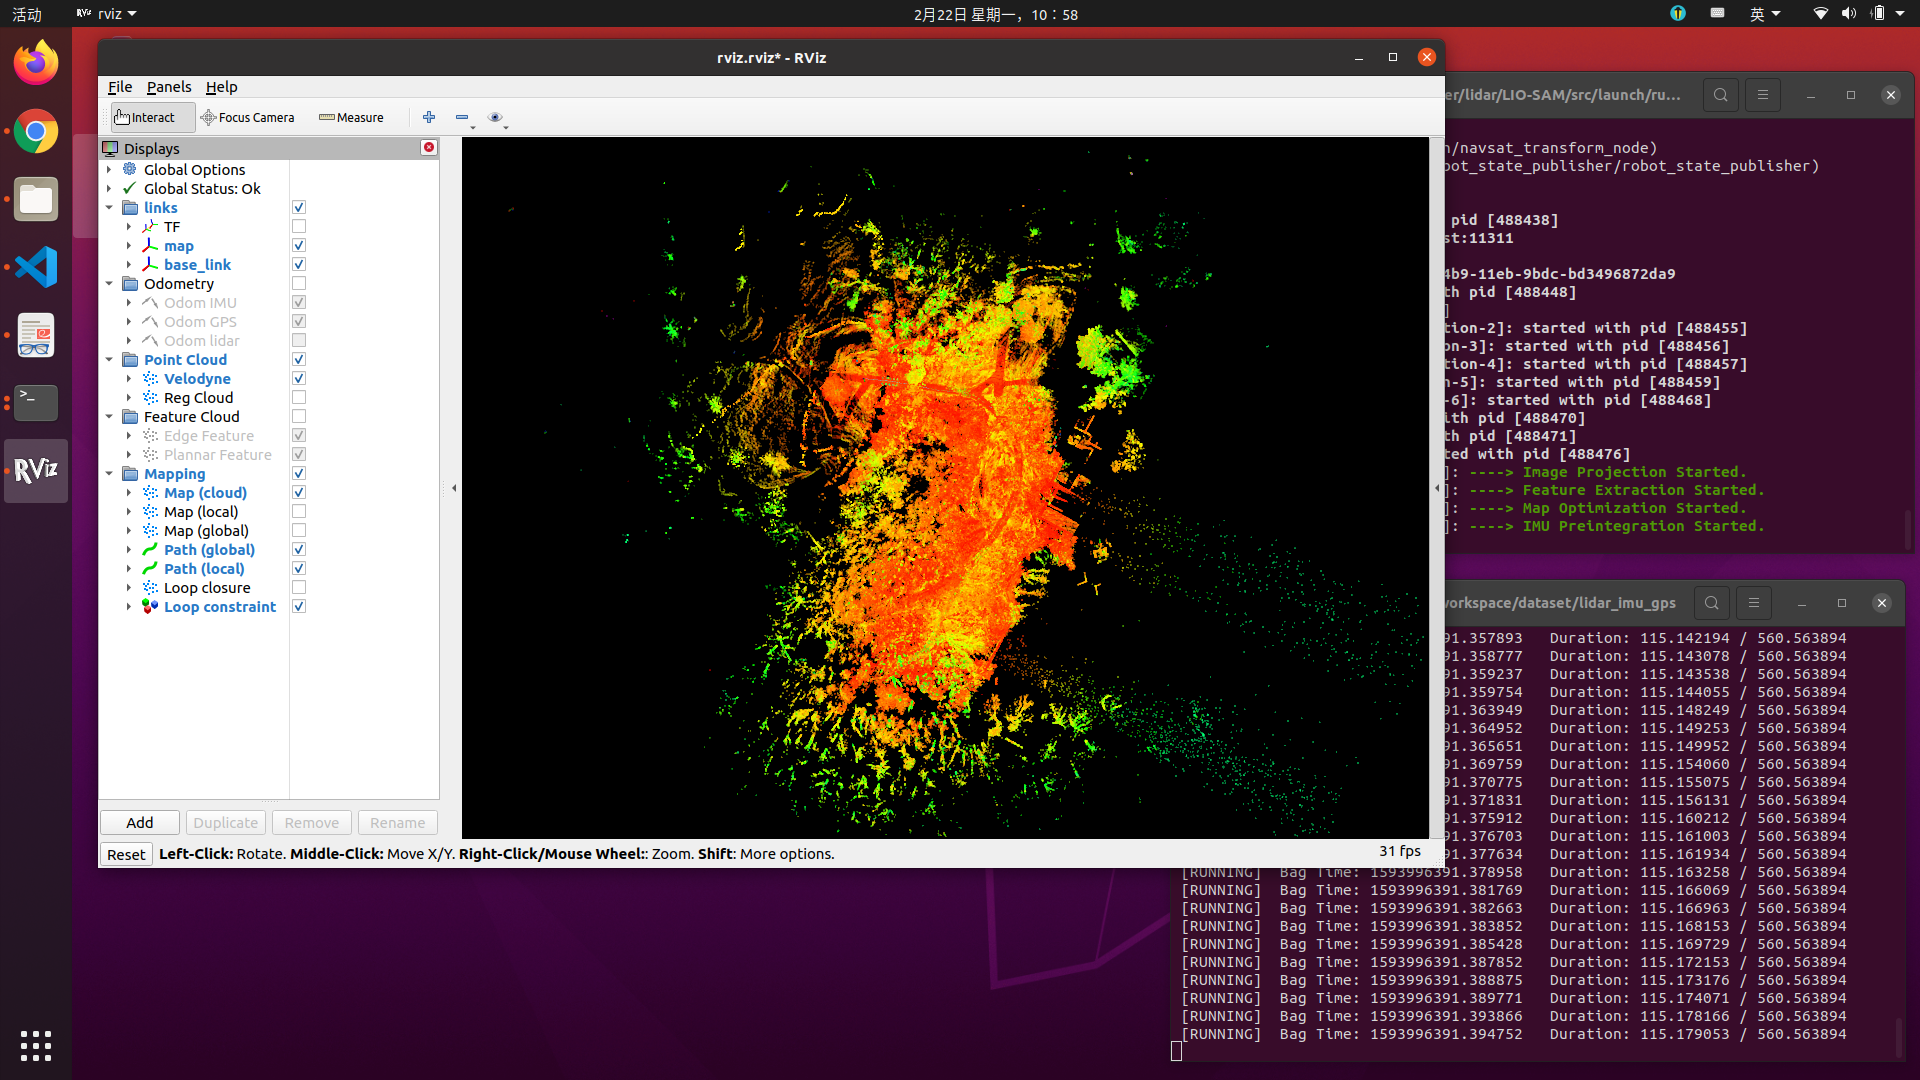 活动
rviz
2月22日 星期一，10：58
英
rviz.rviz* - RViz
File Panels Help
Interact Focus Camera Measure
Displays
Global Options
Global Status: Ok
links
TF
map
base_link
Odometry
Odom IMU
Odom GPS
Odom lidar
Point Cloud
Velodyne
Reg Cloud
Feature Cloud
Edge Feature
Plannar Feature
Mapping
Map (cloud)
Map (local)
Map (global)
Path (global)
Path (local)
Loop closure
Loop constraint
Add Duplicate Remove Rename
Reset Left-Click: Rotate. Middle-Click: Move X/Y. Right-Click/Mouse Wheel:: Zoom. Shift: More options.
31 fps
RViz
er/lidar/LIO-SAM/src/launch/ru...
n/navsat_transform_node)
bot_state_publisher/robot_state_publisher)
pid [488438]
st:11311
4b9-11eb-9bdc-bd3496872da9
th pid [488448]
]
tion-2]: started with pid [488455]
on-3]: started with pid [488456]
tion-4]: started with pid [488457]
n-5]: started with pid [488459]
-6]: started with pid [488468]
ith pid [488470]
th pid [488471]
ted with pid [488476]
]: ----> Image Projection Started.
]: ----> Feature Extraction Started.
]: ----> Map Optimization Started.
]: ----> IMU Preintegration Started.
workspace/dataset/lidar_imu_gps
91.357893 Duration: 115.142194 / 560.563894
91.358777 Duration: 115.143078 / 560.563894
91.359237 Duration: 115.143538 / 560.563894
91.359754 Duration: 115.144055 / 560.563894
91.363949 Duration: 115.148249 / 560.563894
91.364952 Duration: 115.149253 / 560.563894
91.365651 Duration: 115.149952 / 560.563894
91.369759 Duration: 115.154060 / 560.563894
91.370775 Duration: 115.155075 / 560.563894
91.371831 Duration: 115.156131 / 560.563894
91.375912 Duration: 115.160212 / 560.563894
91.376703 Duration: 115.161003 / 560.563894
91.377634 Duration: 115.161934 / 560.563894
[RUNNING] Bag Time: 1593996391.378958 Duration: 115.163258 / 560.563894
[RUNNING] Bag Time: 1593996391.381769 Duration: 115.166069 / 560.563894
[RUNNING] Bag Time: 1593996391.382663 Duration: 115.166963 / 560.563894
[RUNNING] Bag Time: 1593996391.383852 Duration: 115.168153 / 560.563894
[RUNNING] Bag Time: 1593996391.385428 Duration: 115.169729 / 560.563894
[RUNNING] Bag Time: 1593996391.387852 Duration: 115.172153 / 560.563894
[RUNNING] Bag Time: 1593996391.388875 Duration: 115.173176 / 560.563894
[RUNNING] Bag Time: 1593996391.389771 Duration: 115.174071 / 560.563894
[RUNNING] Bag Time: 1593996391.393866 Duration: 115.178166 / 560.563894
[RUNNING] Bag Time: 1593996391.394752 Duration: 115.179053 / 560.563894